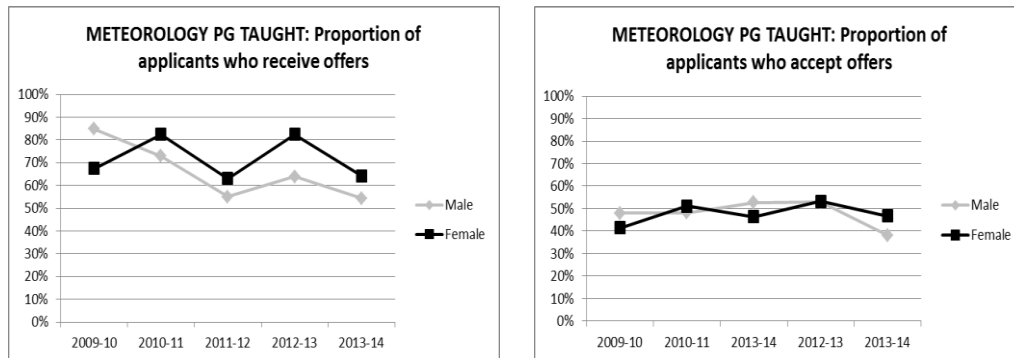 METEOROLOGY PG TAUGHT: Proportion of
applicants who receive offers
100%
90%
80%
70%
60%
50%
40%
30%
20%
10%
0%
2009-10 2010-11 2011-12 2012-13 2013-14
Male
Female
METEOROLOGY PG TAUGHT: Proportion of
applicants who accept offers
100%
90%
80%
70%
60%
50%
40%
30%
20%
10%
0%
2009-10 2010-11 2013-14 2012-13 2013-14
Male
Female